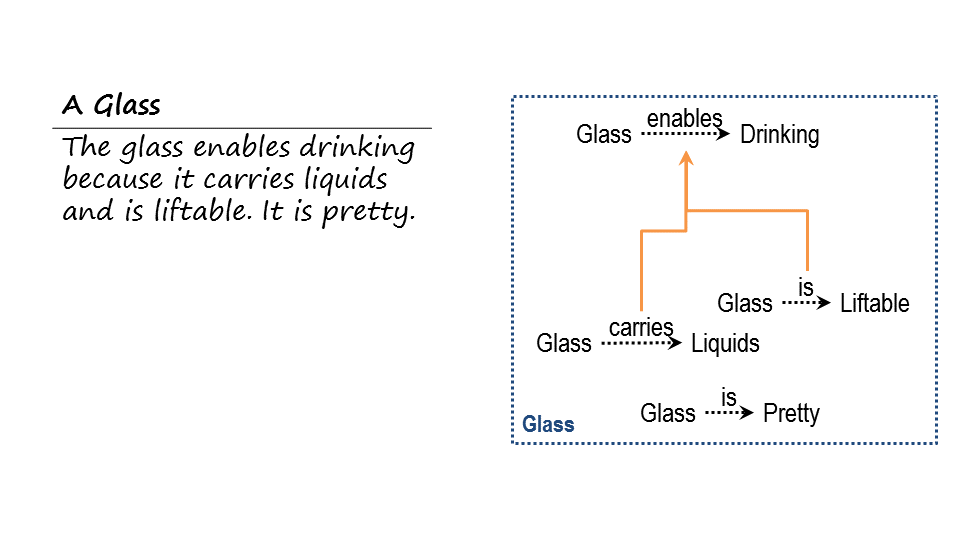 A Glass
The glass enables drinking
because it carries liquids
and is liftable. It is pretty.
enables
Glass Drinking
is
Glass Liftable
carries
Glass Liquids
is
Glass Pretty
Glass